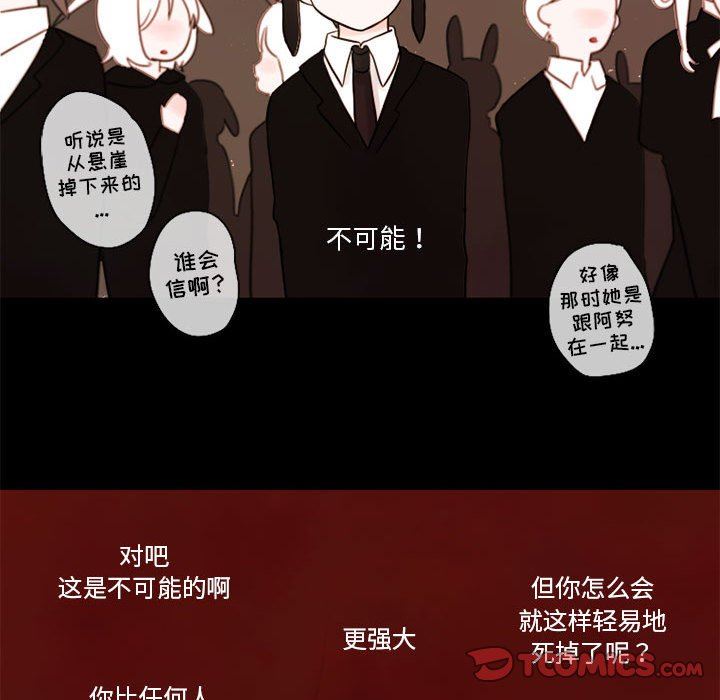 听说是
从悬崖
掉下来的
...
谁会
信啊？
不可能！
好像
那时她是
跟阿努
在一起...
对吧
这是不可能的啊
更强大
但你怎么会
就这样轻易地
死掉了呢？
你比任何人
TCOMICS.COM